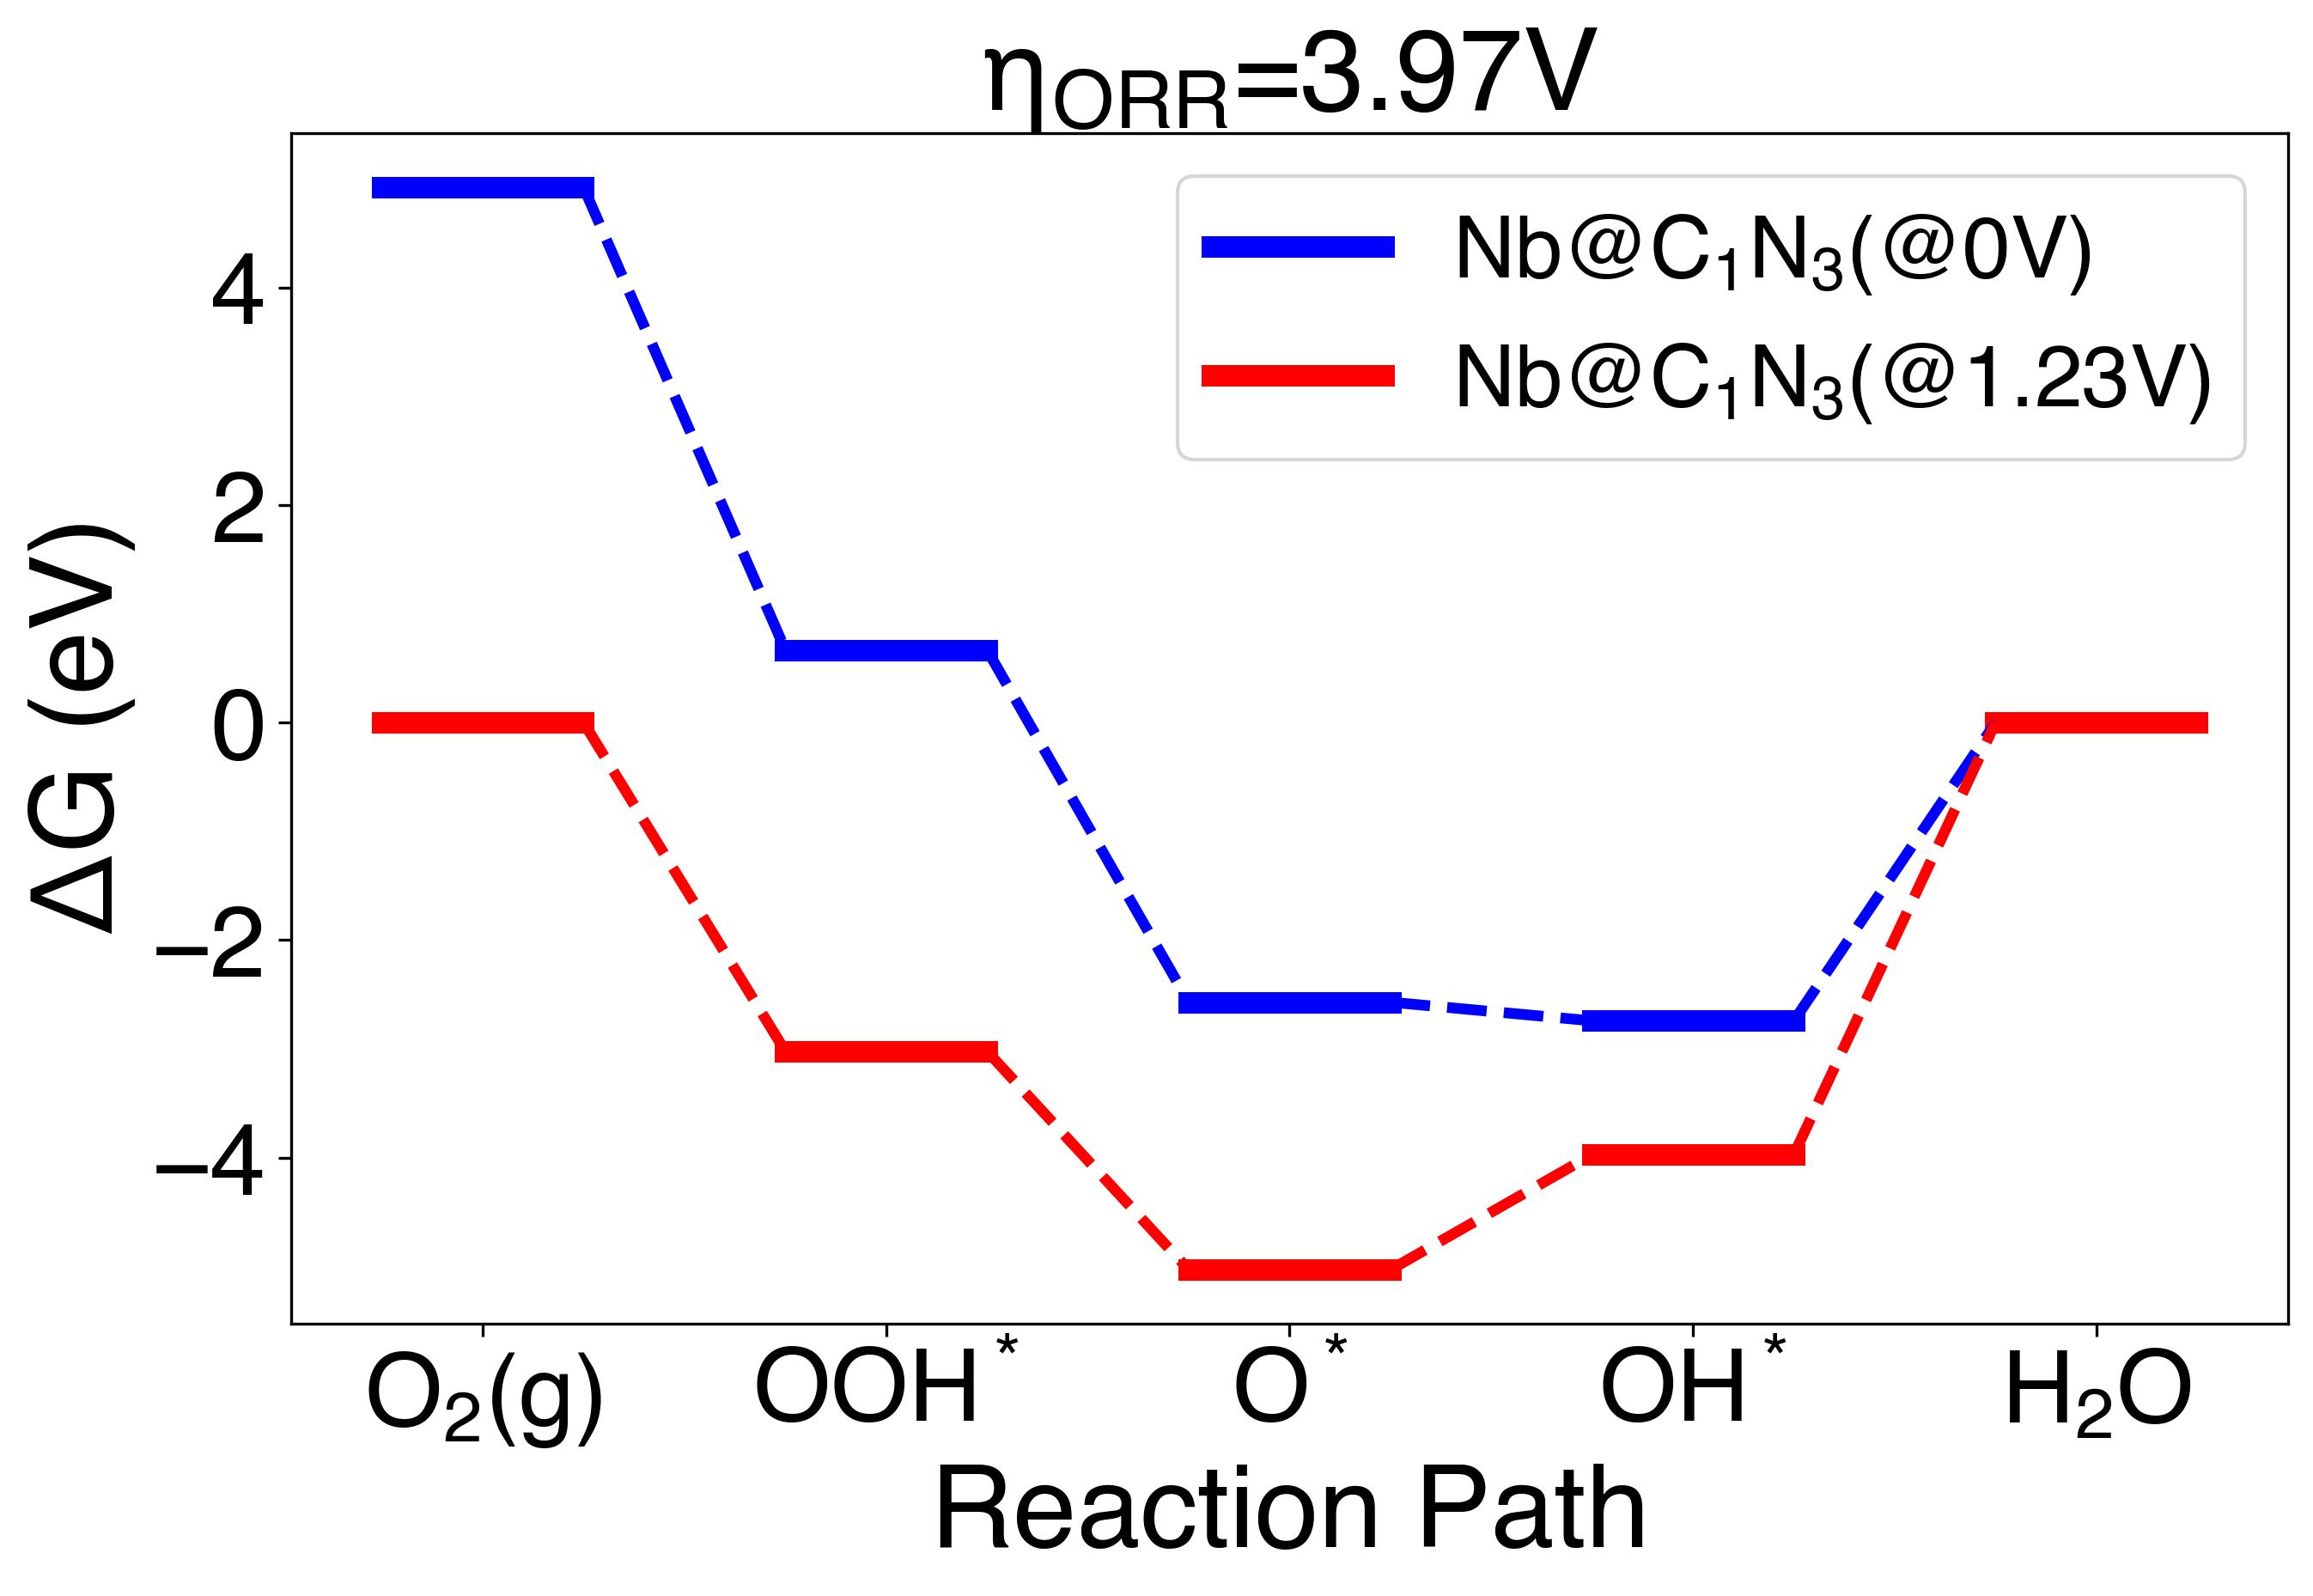 η_ORR=3.97V
Nb@C₁N₃(@0V)
Nb@C₁N₃(@1.23V)
ΔG (eV)
4
2
0
−2
−4
O₂(g) OOH* O* OH* H₂O
Reaction Path